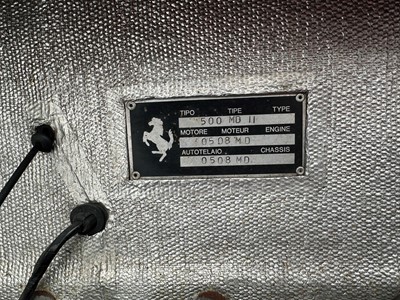 TIPO TIPE TYPE
500 MD II
MOTORE MOTEUR ENGINE
0508 MD
AUTOTELAIO CHASSIS
0508 MD